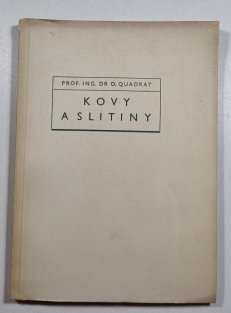 PROF. ING. DR O. QUADRAT
KOVY
A SLITINY